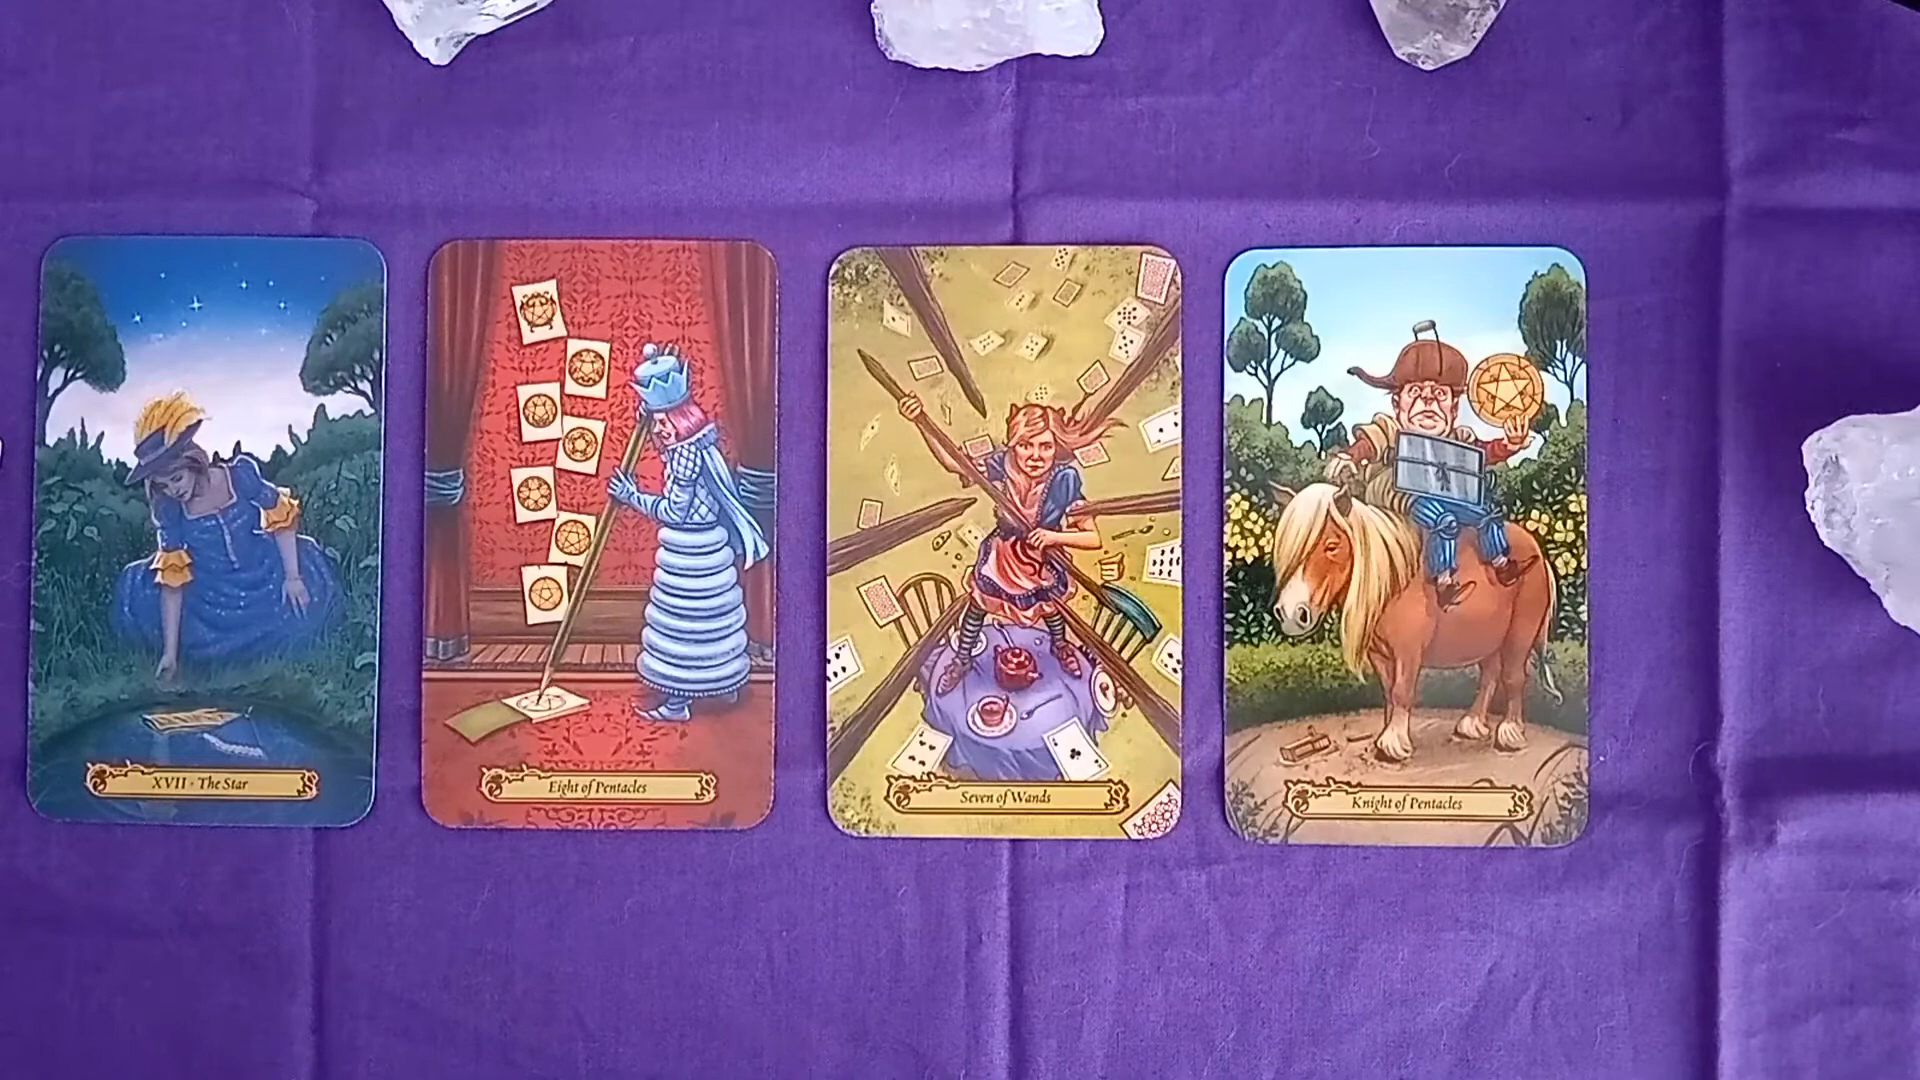 XVII · The Star
Eight of Pentacles
Seven of Wands
Knight of Pentacles